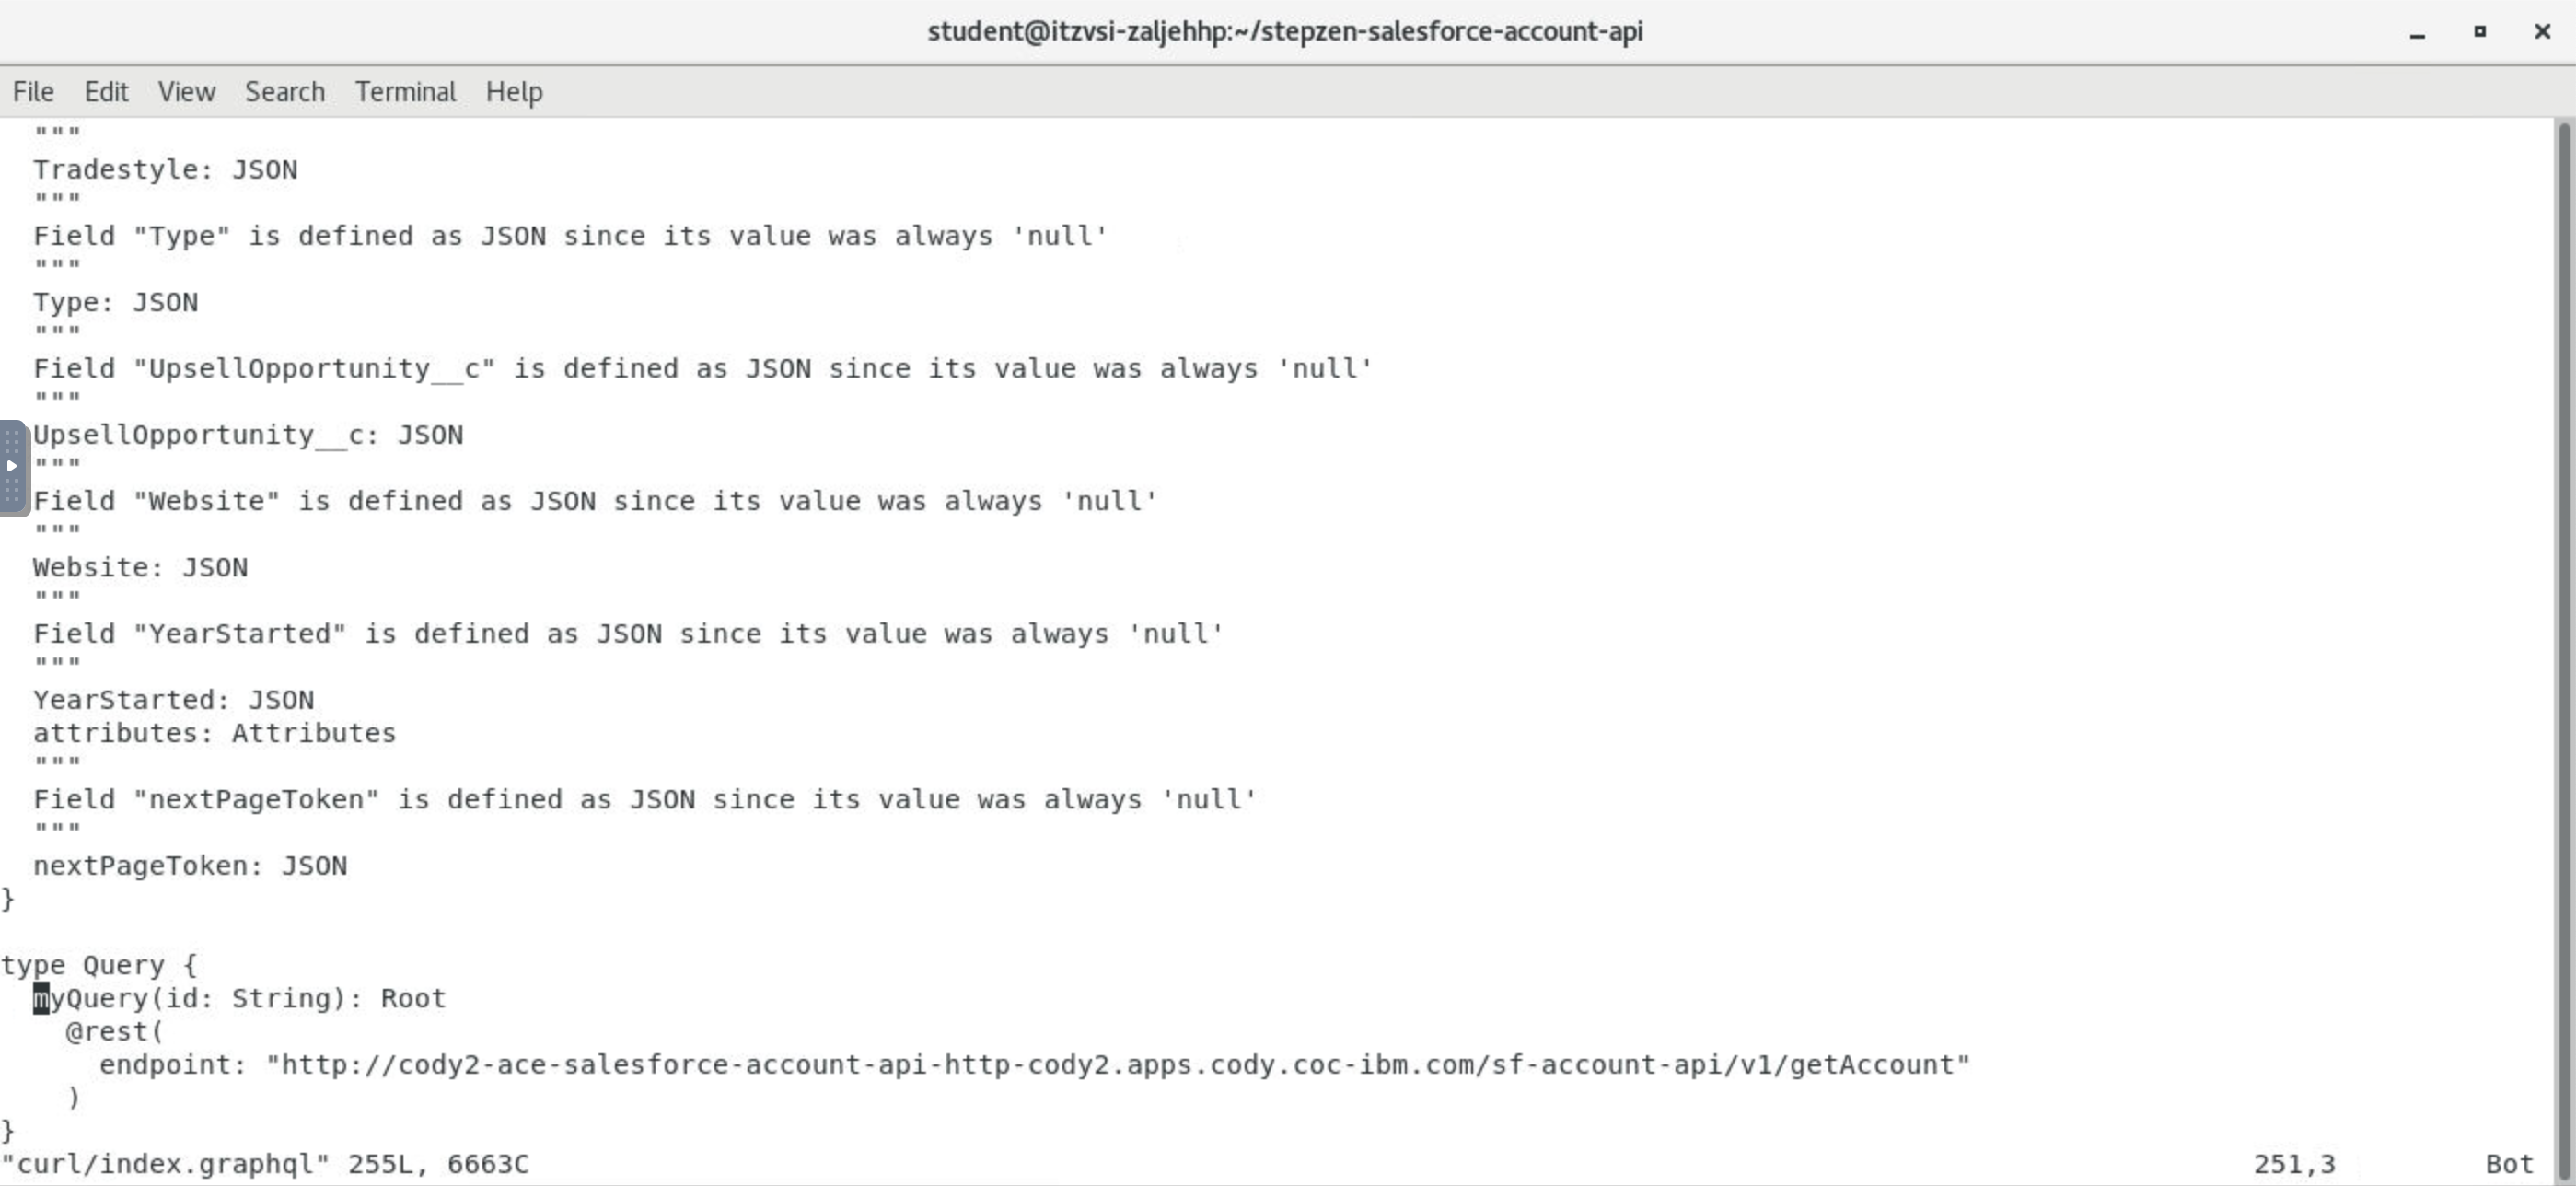 student@itzvsi-zaljehhp:~/stepzen-salesforce-account-api
File Edit View Search Terminal Help
"""
Tradestyle: JSON
"""
Field "Type" is defined as JSON since its value was always 'null'
"""
Type: JSON
"""
Field "UpsellOpportunity__c" is defined as JSON since its value was always 'null'
"""
UpsellOpportunity__c: JSON
"""
Field "Website" is defined as JSON since its value was always 'null'
"""
Website: JSON
"""
Field "YearStarted" is defined as JSON since its value was always 'null'
"""
YearStarted: JSON
attributes: Attributes
"""
Field "nextPageToken" is defined as JSON since its value was always 'null'
"""
nextPageToken: JSON
}
type Query {
myQuery(id: String): Root
@rest(
endpoint: "http://cody2-ace-salesforce-account-api-http-cody2.apps.cody.coc-ibm.com/sf-account-api/v1/getAccount"
)
}
"curl/index.graphql" 255L, 6663C 251,3 Bot